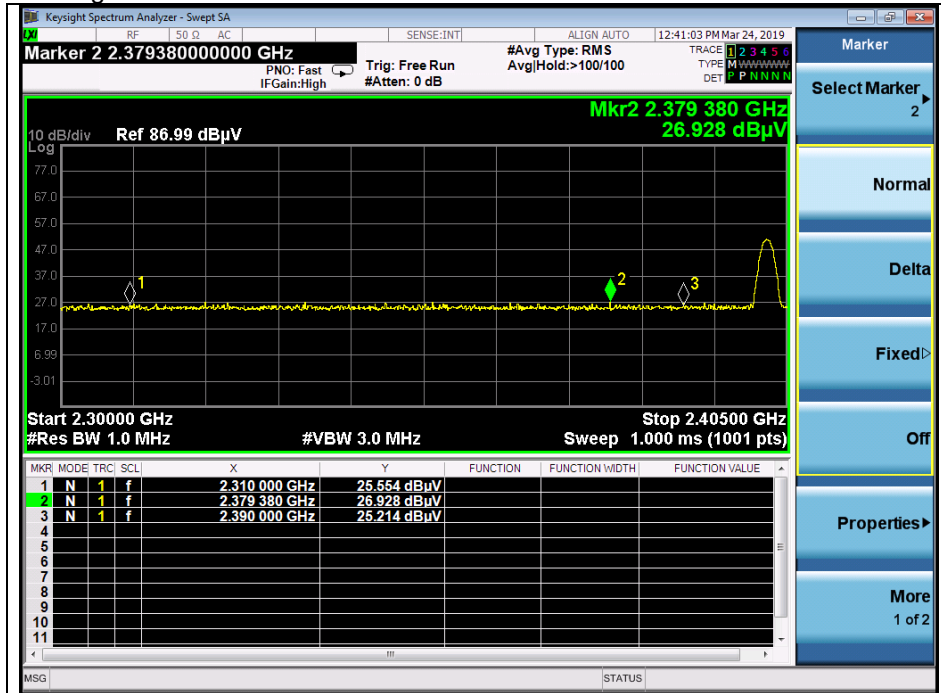 Keysight Spectrum Analyzer - Swept SA
LXI RF 50 Ω AC SENSE:INT ALIGN AUTO 12:41:03 PM Mar 24, 2019
Marker 2 2.379380000000 GHz
PNO: Fast
IFGain:High
Trig: Free Run
#Atten: 0 dB
#Avg Type: RMS
Avg|Hold:>100/100
TRACE 1 2 3 4 5 6
TYPE M W W W W W
DET P P N N N N
Mkr2 2.379 380 GHz
26.928 dBµV
10 dB/div Ref 86.99 dBµV
Log
77.0
67.0
57.0
47.0
37.0
27.0
17.0
6.99
-3.01
1
2
3
Start 2.30000 GHz Stop 2.40500 GHz
#Res BW 1.0 MHz #VBW 3.0 MHz Sweep 1.000 ms (1001 pts)
MKR MODE TRC SCL X Y FUNCTION FUNCTION WIDTH FUNCTION VALUE
1 N 1 f 2.310 000 GHz 25.554 dBµV
2 N 1 f 2.379 380 GHz 26.928 dBµV
3 N 1 f 2.390 000 GHz 25.214 dBµV
4
5
6
7
8
9
10
11
MSG STATUS
Marker
Select Marker
2
Normal
Delta
Fixed
Off
Properties
More
1 of 2